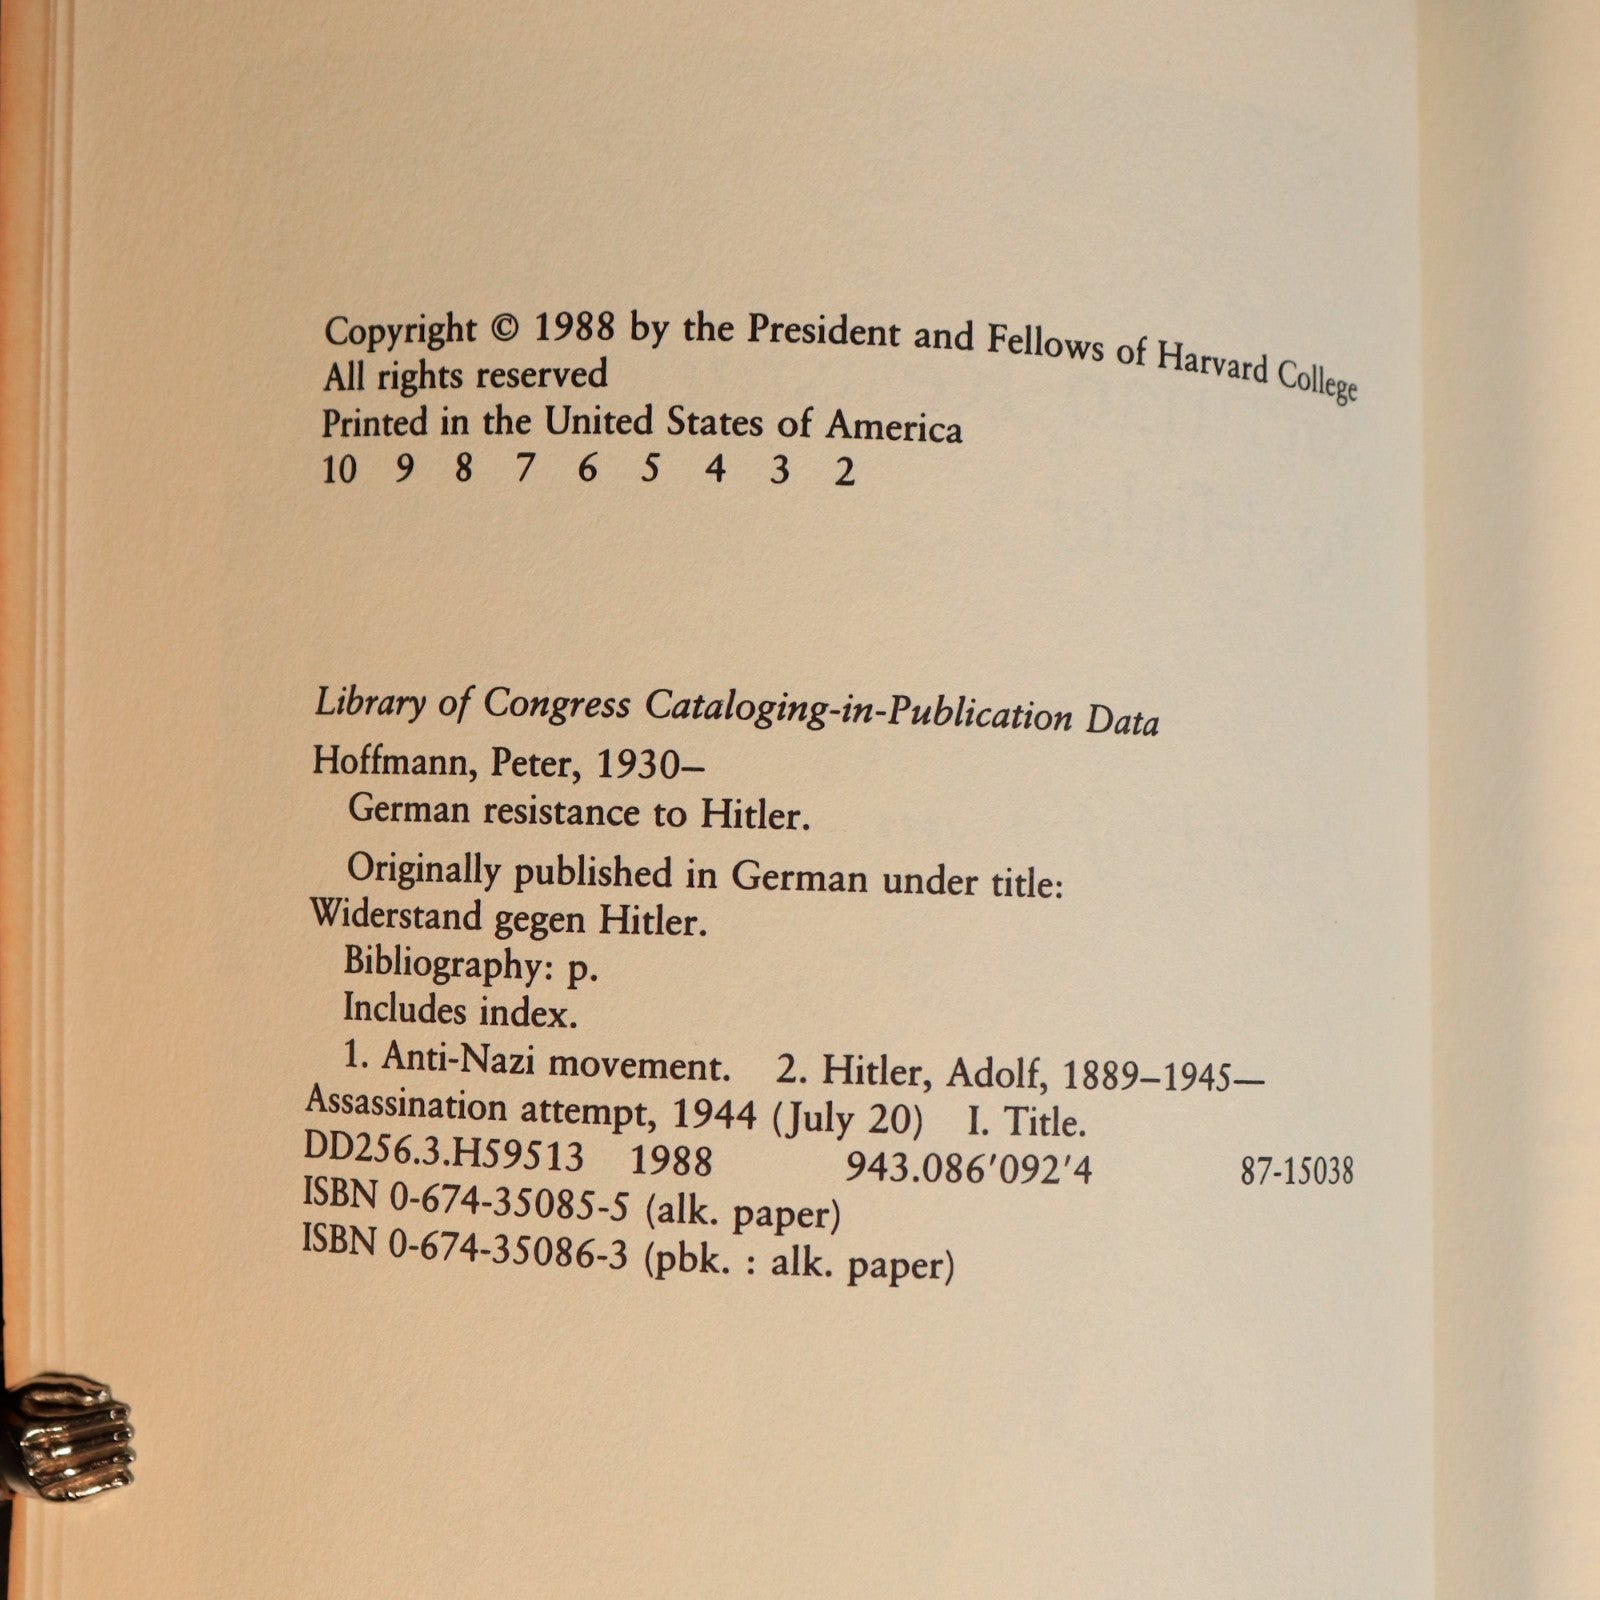 Copyright © 1988 by the President and Fellows of Harvard College
All rights reserved
Printed in the United States of America
10 9 8 7 6 5 4 3 2
Library of Congress Cataloging-in-Publication Data
Hoffmann, Peter, 1930–
German resistance to Hitler.
Originally published in German under title:
Widerstand gegen Hitler.
Bibliography: p.
Includes index.
1. Anti-Nazi movement. 2. Hitler, Adolf, 1889–1945—
Assassination attempt, 1944 (July 20) I. Title.
DD256.3.H59513 1988 943.086'092'4 87-15038
ISBN 0-674-35085-5 (alk. paper)
ISBN 0-674-35086-3 (pbk. : alk. paper)